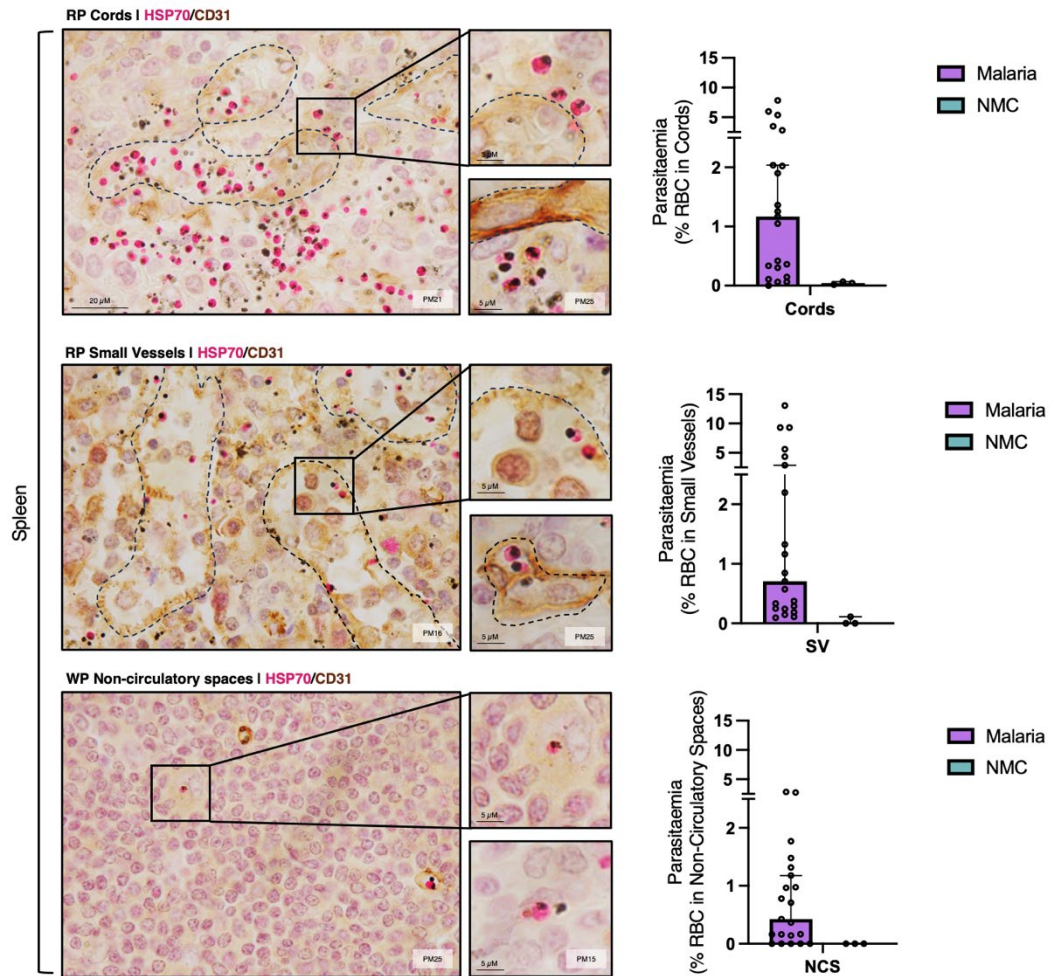 RP Cords I HSP70/CD31
Spleen
20 µM
PM21
5 µM
5 µM
PM25
Parasitaemia
(% RBC in Cords)
15
10
5
2
1
0
Cords
Malaria
NMC
RP Small Vessels I HSP70/CD31
PM16
5 µM
5 µM
PM25
Parasitaemia
(% RBC in Small Vessels)
15
10
5
2
1
0
SV
Malaria
NMC
WP Non-circulatory spaces I HSP70/CD31
PM25
5 µM
5 µM
PM15
Parasitaemia
(% RBC in Non-Circulatory Spaces)
15
10
5
2
1
0
NCS
Malaria
NMC